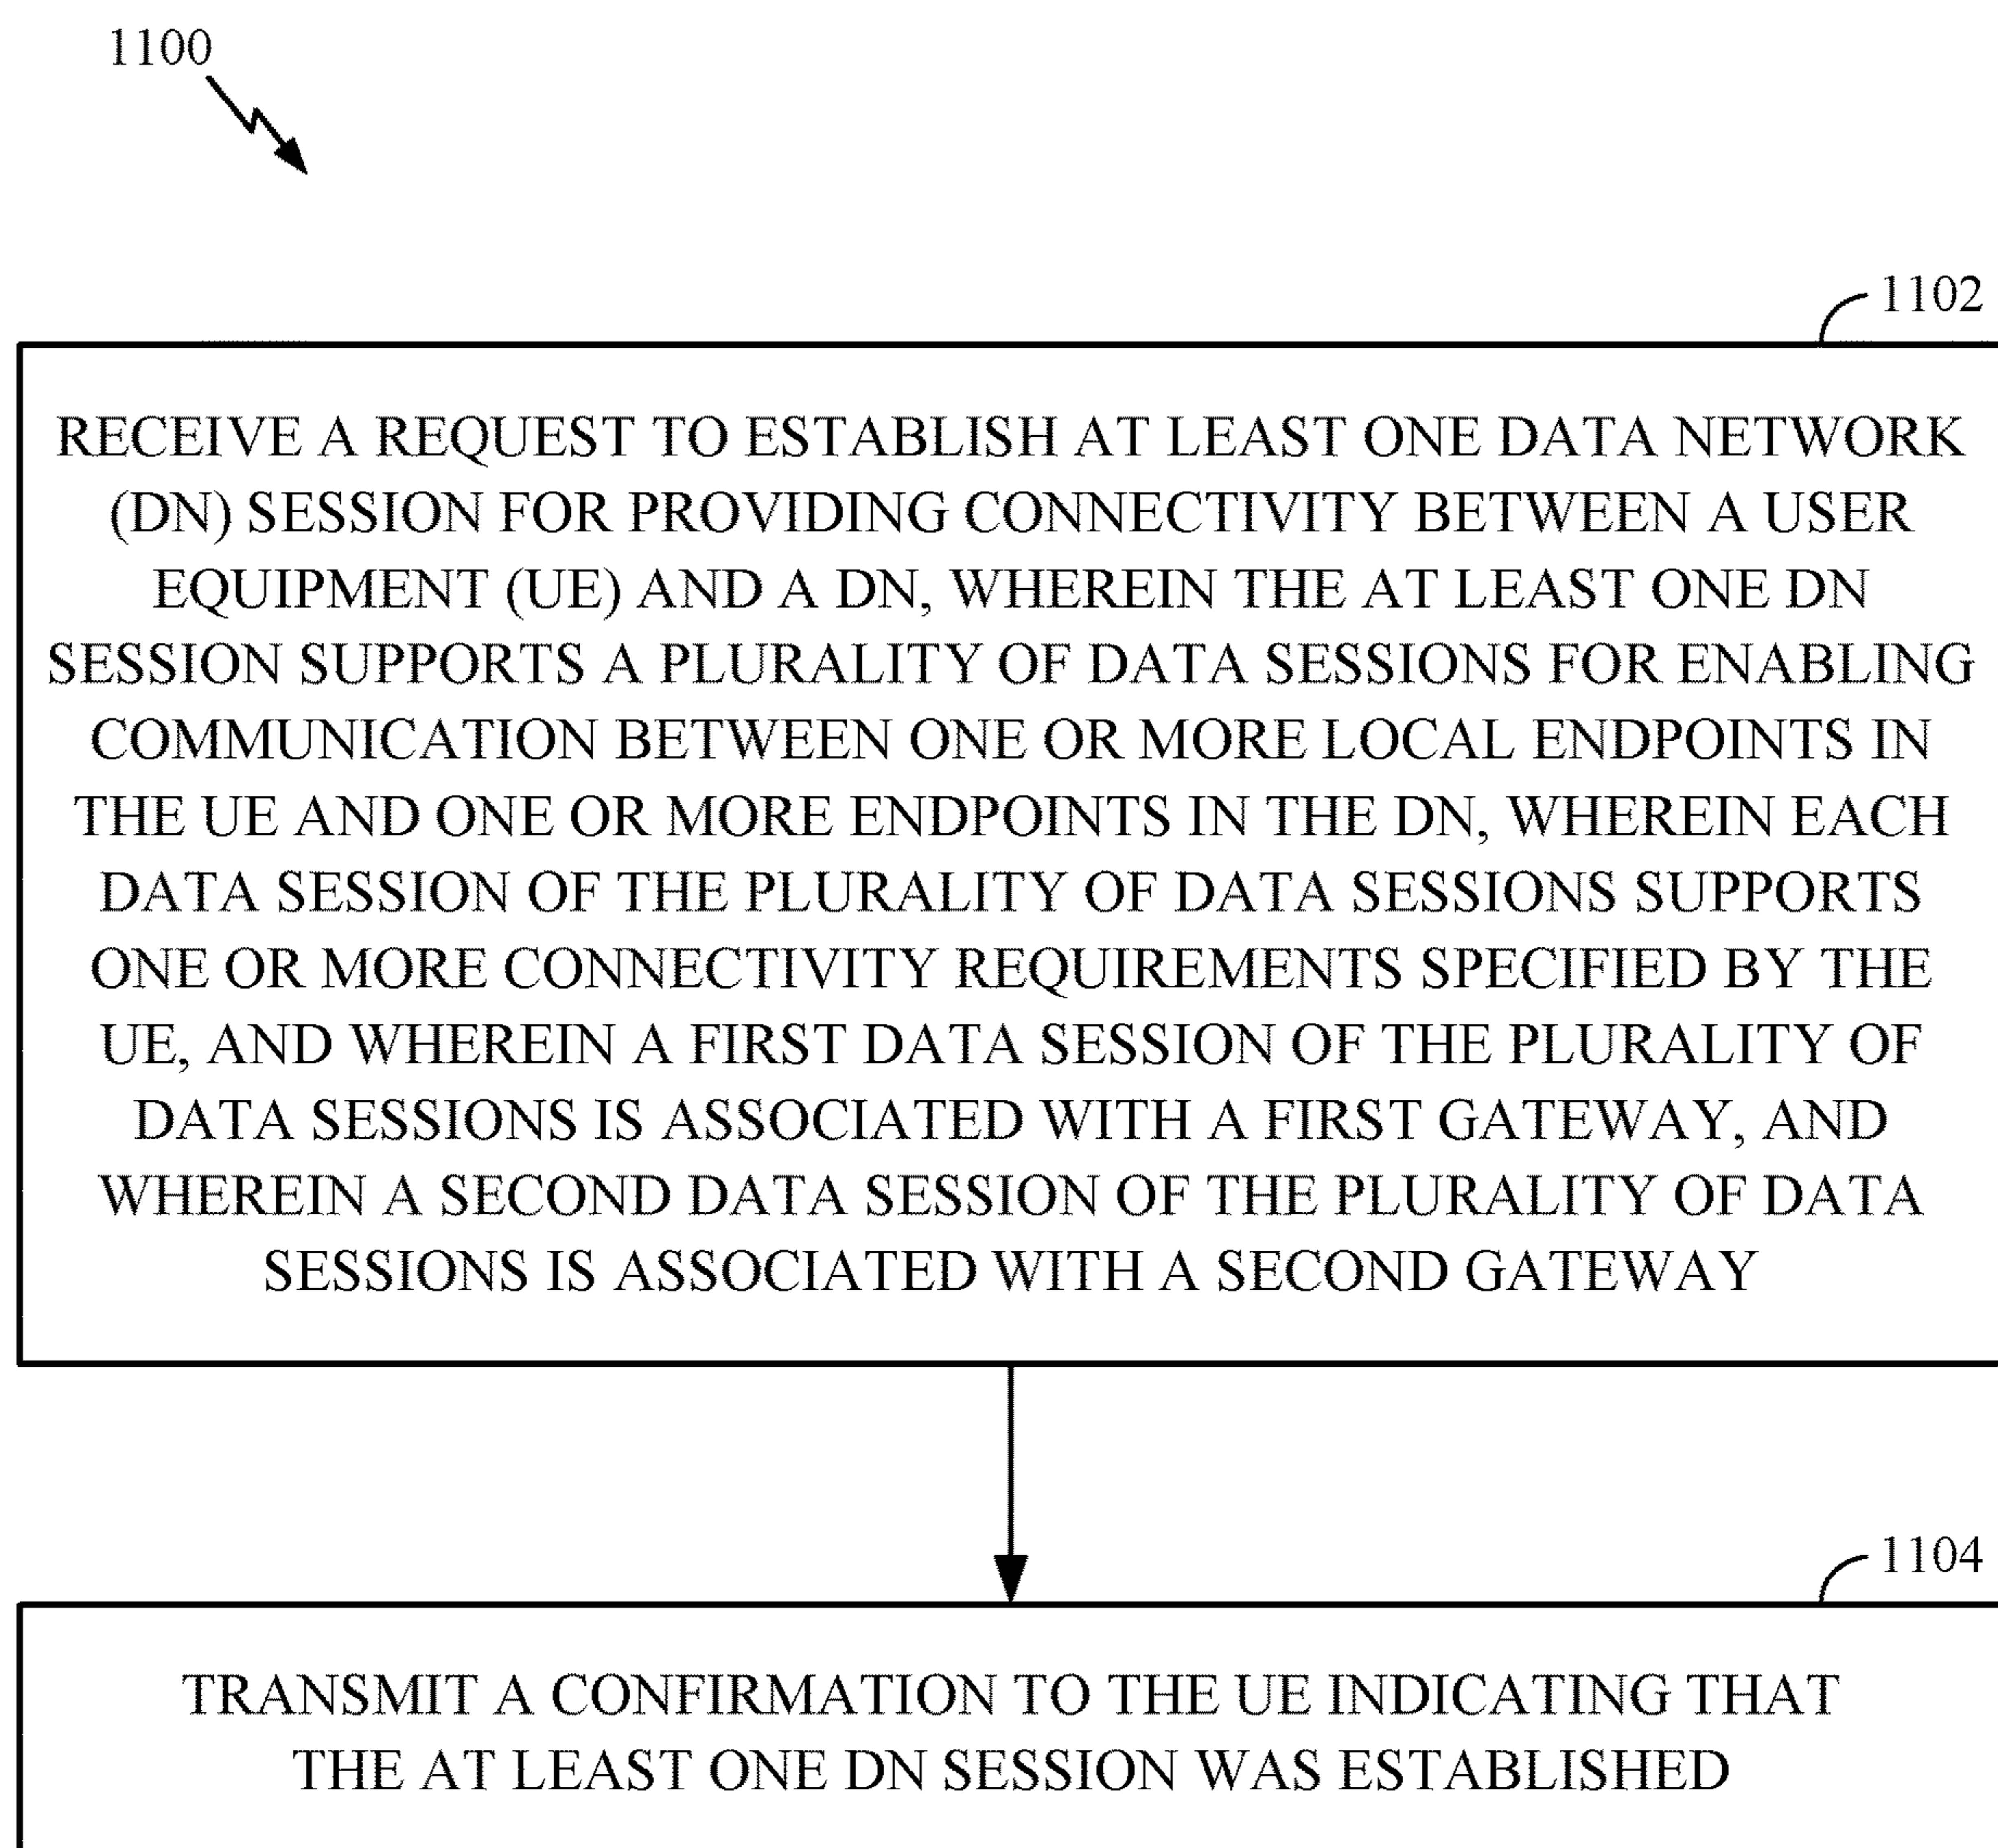 1100
1102
RECEIVE A REQUEST TO ESTABLISH AT LEAST ONE DATA NETWORK
(DN) SESSION FOR PROVIDING CONNECTIVITY BETWEEN A USER
EQUIPMENT (UE) AND A DN, WHEREIN THE AT LEAST ONE DN
SESSION SUPPORTS A PLURALITY OF DATA SESSIONS FOR ENABLING
COMMUNICATION BETWEEN ONE OR MORE LOCAL ENDPOINTS IN
THE UE AND ONE OR MORE ENDPOINTS IN THE DN, WHEREIN EACH
DATA SESSION OF THE PLURALITY OF DATA SESSIONS SUPPORTS
ONE OR MORE CONNECTIVITY REQUIREMENTS SPECIFIED BY THE
UE, AND WHEREIN A FIRST DATA SESSION OF THE PLURALITY OF
DATA SESSIONS IS ASSOCIATED WITH A FIRST GATEWAY, AND
WHEREIN A SECOND DATA SESSION OF THE PLURALITY OF DATA
SESSIONS IS ASSOCIATED WITH A SECOND GATEWAY
1104
TRANSMIT A CONFIRMATION TO THE UE INDICATING THAT
THE AT LEAST ONE DN SESSION WAS ESTABLISHED